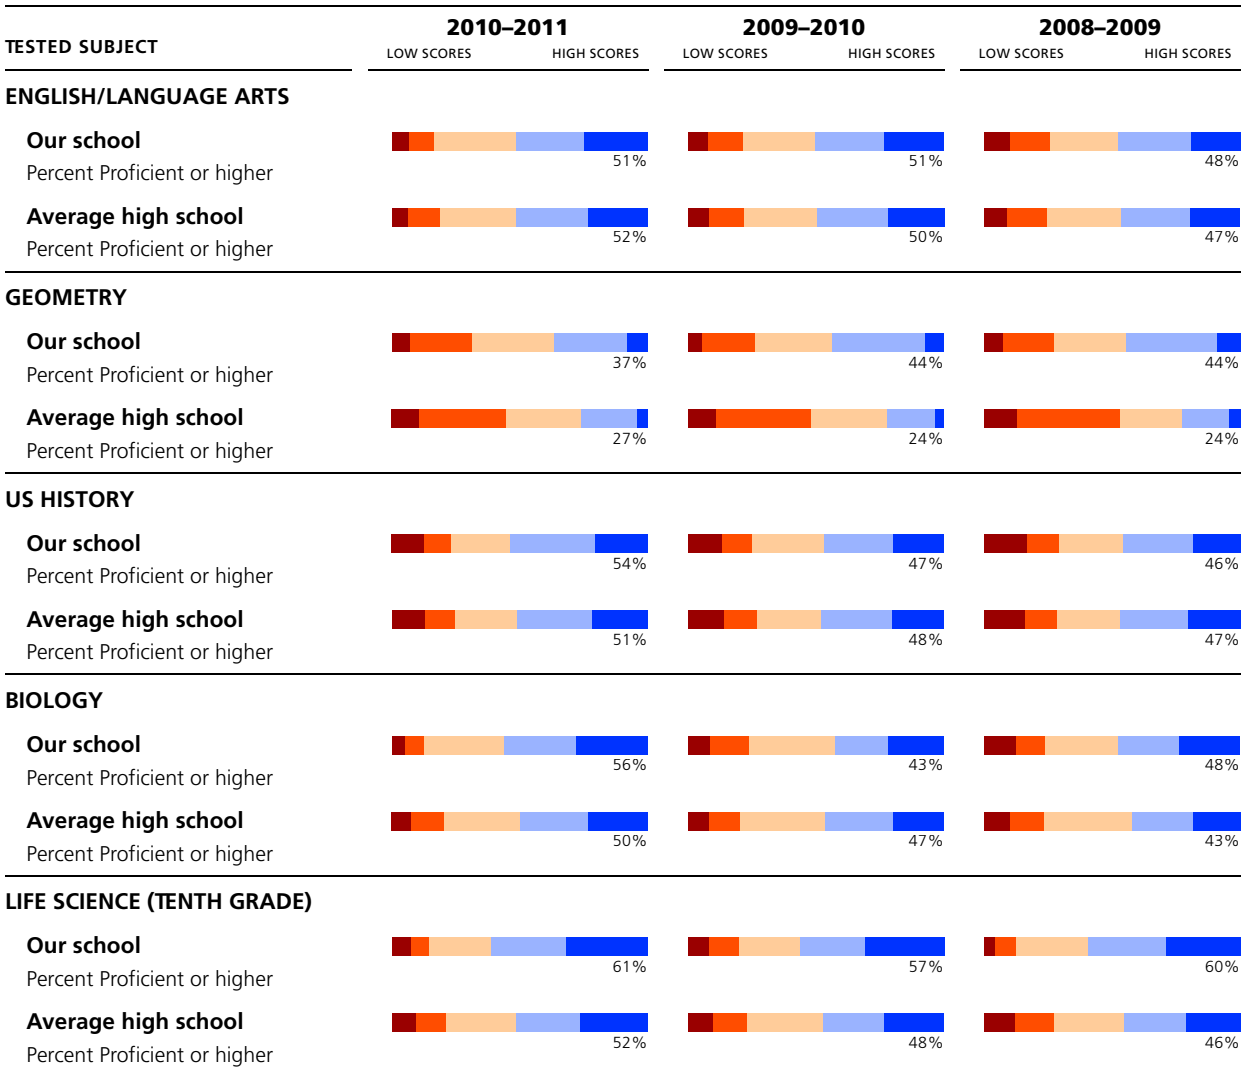 2010–2011 2009–2010 2008–2009
TESTED SUBJECT LOW SCORES HIGH SCORES LOW SCORES HIGH SCORES LOW SCORES HIGH SCORES
ENGLISH/LANGUAGE ARTS
Our school
51% 51% 48%
Percent Proficient or higher
Average high school
52% 50% 47%
Percent Proficient or higher
GEOMETRY
Our school
37% 44% 44%
Percent Proficient or higher
Average high school
27% 24% 24%
Percent Proficient or higher
US HISTORY
Our school
54% 47% 46%
Percent Proficient or higher
Average high school
51% 48% 47%
Percent Proficient or higher
BIOLOGY
Our school
56% 43% 48%
Percent Proficient or higher
Average high school
50% 47% 43%
Percent Proficient or higher
LIFE SCIENCE (TENTH GRADE)
Our school
61% 57% 60%
Percent Proficient or higher
Average high school
52% 48% 46%
Percent Proficient or higher